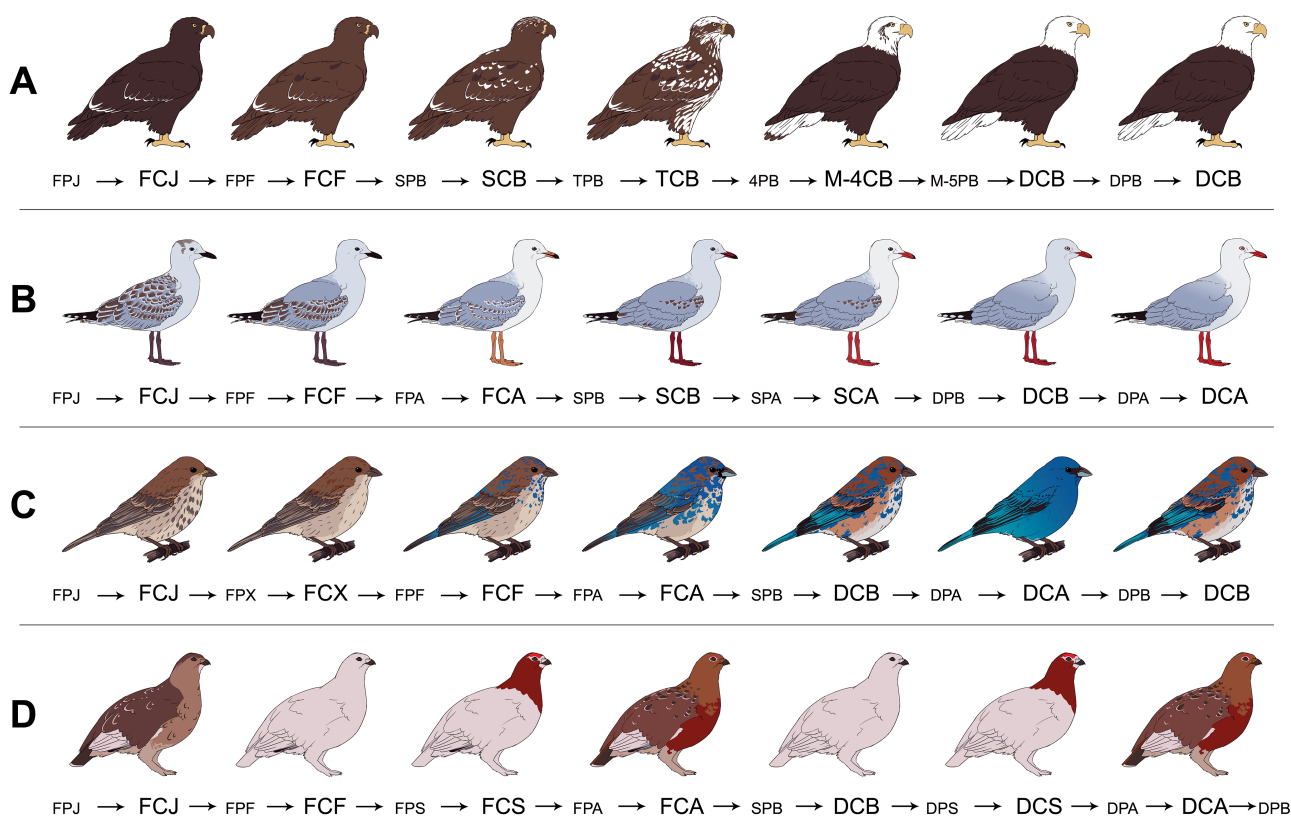 A
FPJ → FCJ → FPF → FCF → SPB → SCB → TPB → TCB → 4PB → M-4CB → M-5PB → DCB → DPB → DCB
B
FPJ → FCJ → FPF → FCF → FPA → FCA → SPB → SCB → SPA → SCA → DPB → DCB → DPA → DCA
C
FPJ → FCJ → FPX → FCX → FPF → FCF → FPA → FCA → SPB → DCB → DPA → DCA → DPB → DCB
D
FPJ → FCJ → FPF → FCF → FPS → FCS → FPA → FCA → SPB → DCB → DPS → DCS → DPA → DCA → DPB